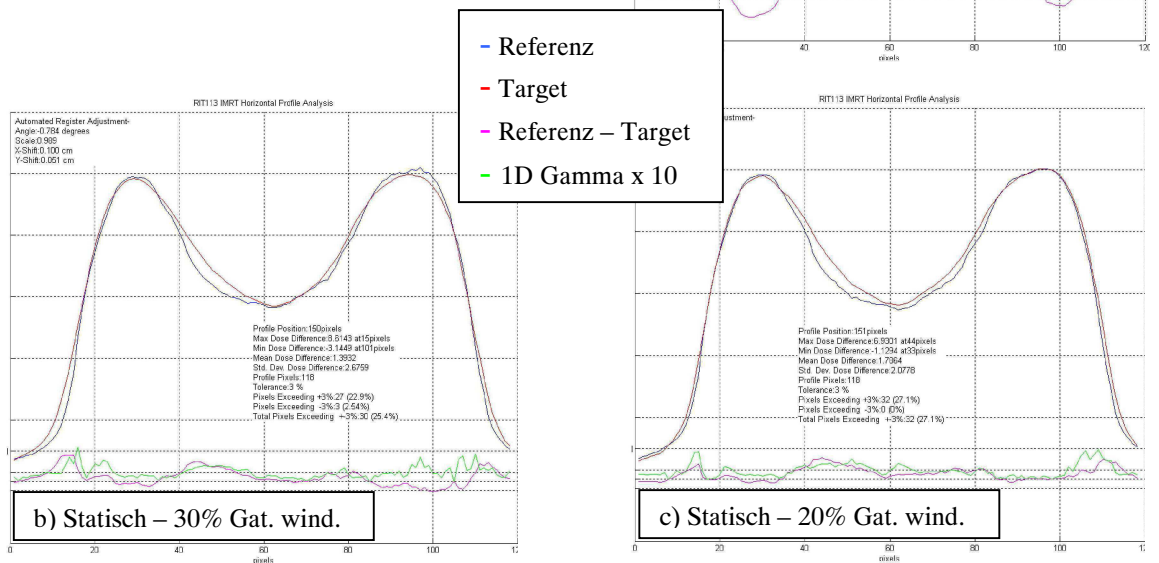 40
60
80
100
120
pixels
- Referenz
- Target
- Referenz – Target
- 1D Gamma x 10
RIT113 IMRT Horizontal Profile Analysis
Automated Register Adjustment-
Angle:-0.784 degrees
Scale:0.989
X-Shift:0.100 cm
Y-Shift:0.051 cm
Profile Position:150pixels
Max Dose Difference:8.6143 at15pixels
Min Dose Difference:-3.1449 at101pixels
Mean Dose Difference:1.3932
Std. Dev. Dose Difference:2.6759
Profile Pixels:118
Tolerance:3 %
Pixels Exceeding +3%:27 (22.9%)
Pixels Exceeding -3%:3 (2.54%)
Total Pixels Exceeding +-3%:30 (25.4%)
b) Statisch – 30% Gat. wind.
0
20
40
60
80
100
12
pixels
RIT113 IMRT Horizontal Profile Analysis
ustment-
Profile Position:151pixels
Max Dose Difference:6.9301 at44pixels
Min Dose Difference:-1.1294 at33pixels
Mean Dose Difference:1.7864
Std. Dev. Dose Difference:2.0778
Profile Pixels:118
Tolerance:3 %
Pixels Exceeding +3%:32 (27.1%)
Pixels Exceeding -3%:0 (0%)
Total Pixels Exceeding +-3%:32 (27.1%)
c) Statisch – 20% Gat. wind.
0
20
40
60
80
100
120
pixels